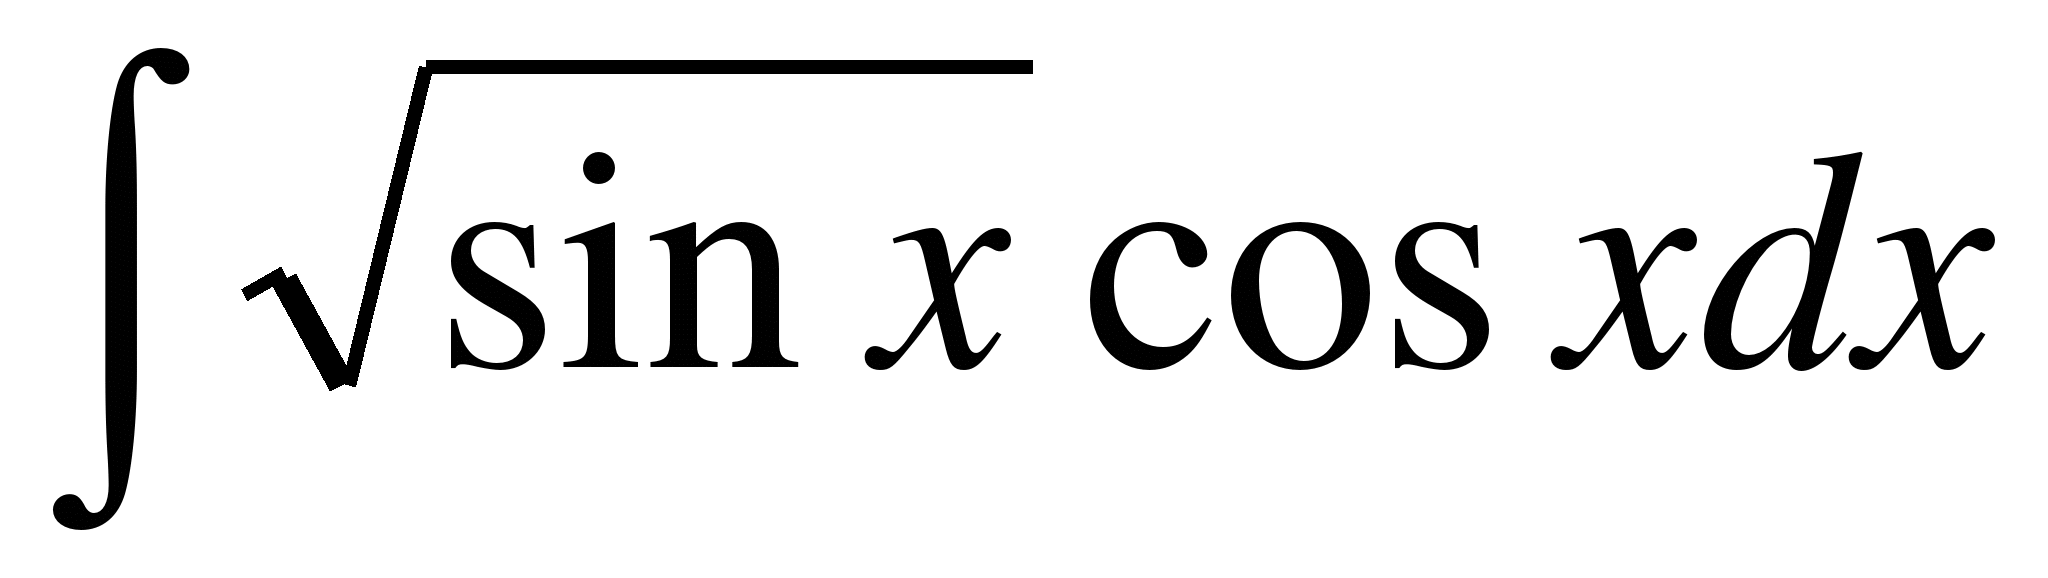 ∫ √sin x cos xdx